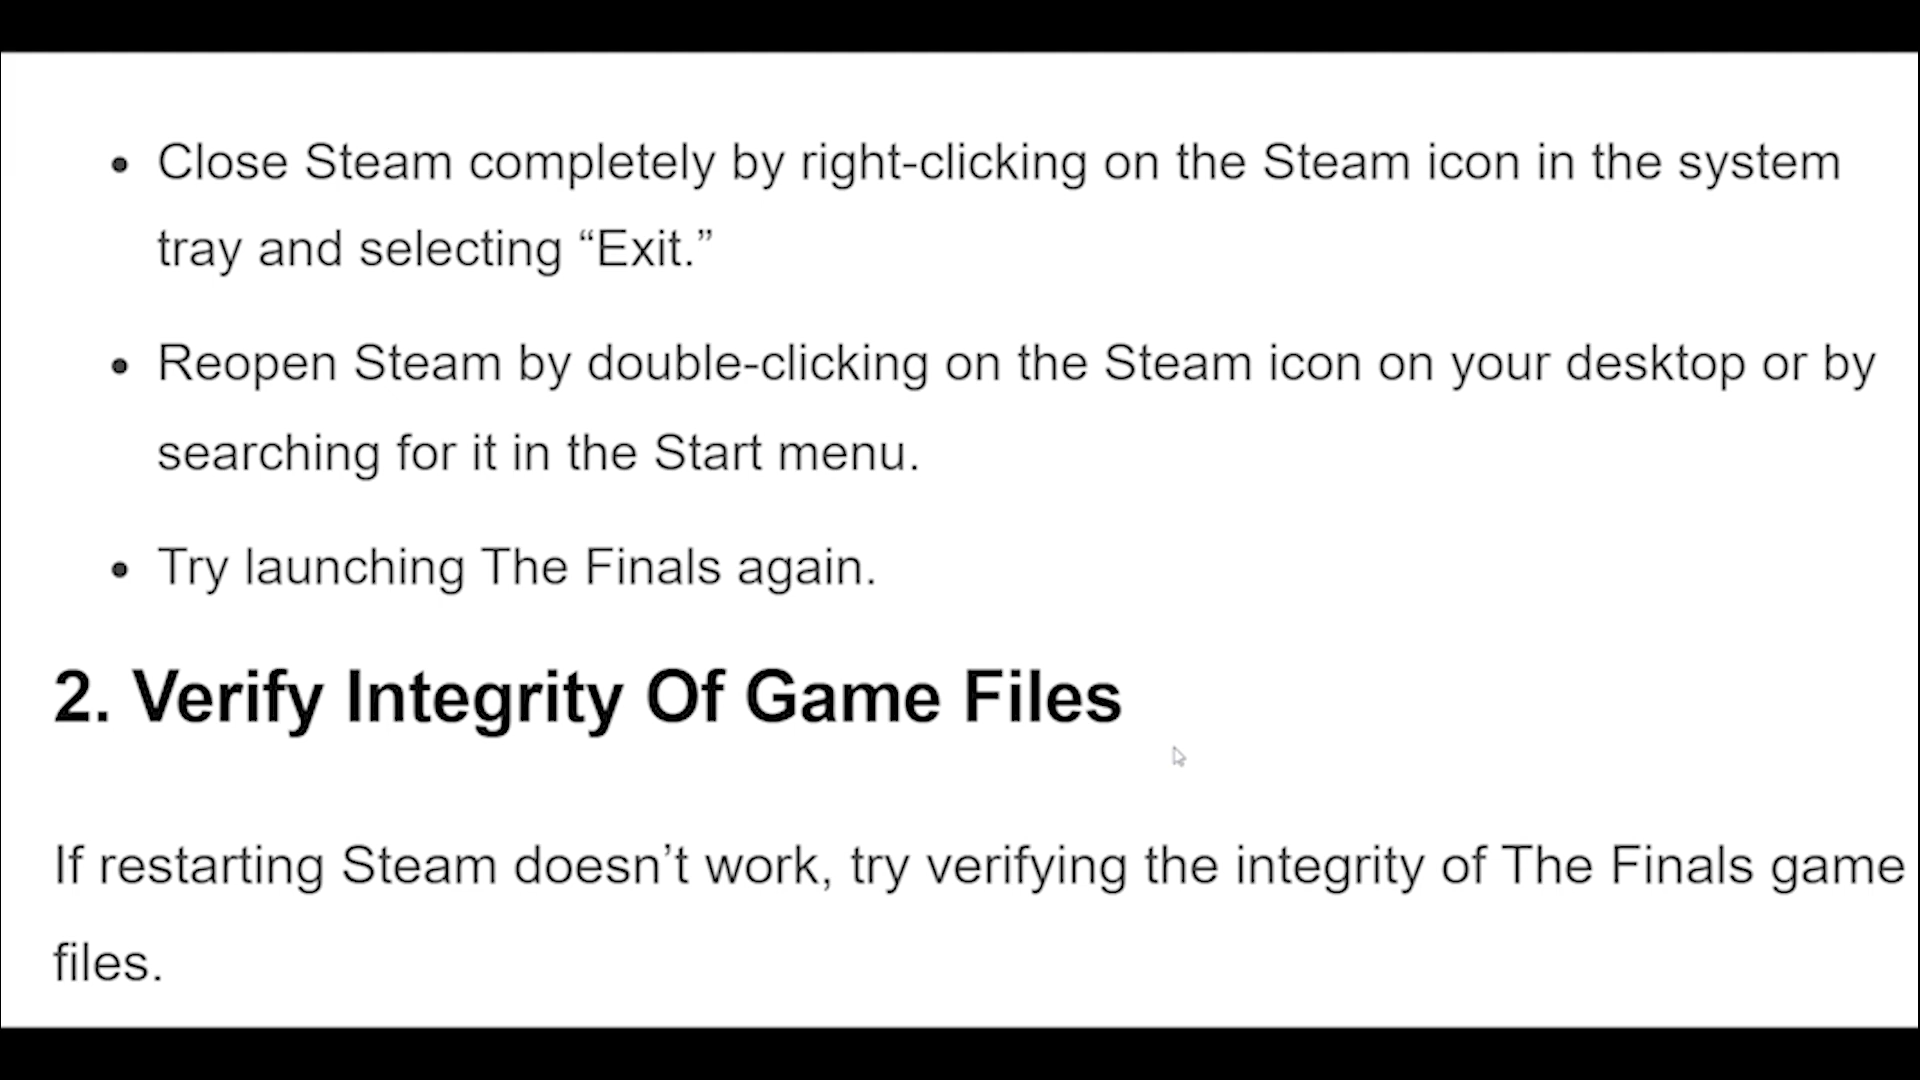 • Close Steam completely by right-clicking on the Steam icon in the system
tray and selecting “Exit.”
• Reopen Steam by double-clicking on the Steam icon on your desktop or by
searching for it in the Start menu.
• Try launching The Finals again.
2. Verify Integrity Of Game Files
If restarting Steam doesn’t work, try verifying the integrity of The Finals game
files.